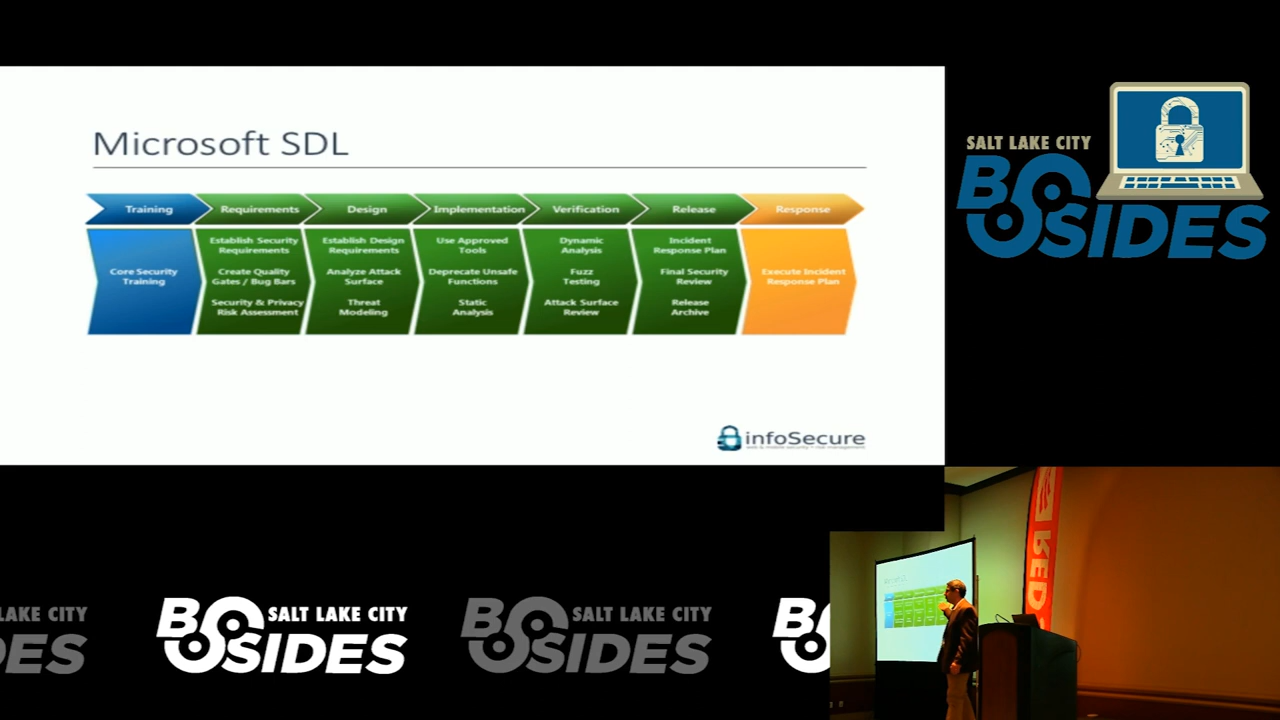 Microsoft SDL
Training
Requirements
Design
Implementation
Verification
Release
Response
Core Security
Training
Establish Security
Requirements
Create Quality
Gates / Bug Bars
Security & Privacy
Risk Assessment
Establish Design
Requirements
Analyze Attack
Surface
Threat
Modeling
Use Approved
Tools
Deprecate Unsafe
Functions
Static
Analysis
Dynamic
Analysis
Fuzz
Testing
Attack Surface
Review
Incident
Response Plan
Final Security
Review
Release
Archive
Execute Incident
Response Plan
infoSecure
SALT LAKE CITY
BSIDES
RED
LAKE CITY
DES
SALT LAKE CITY
BSIDES
SALT LAKE CITY
BSIDES